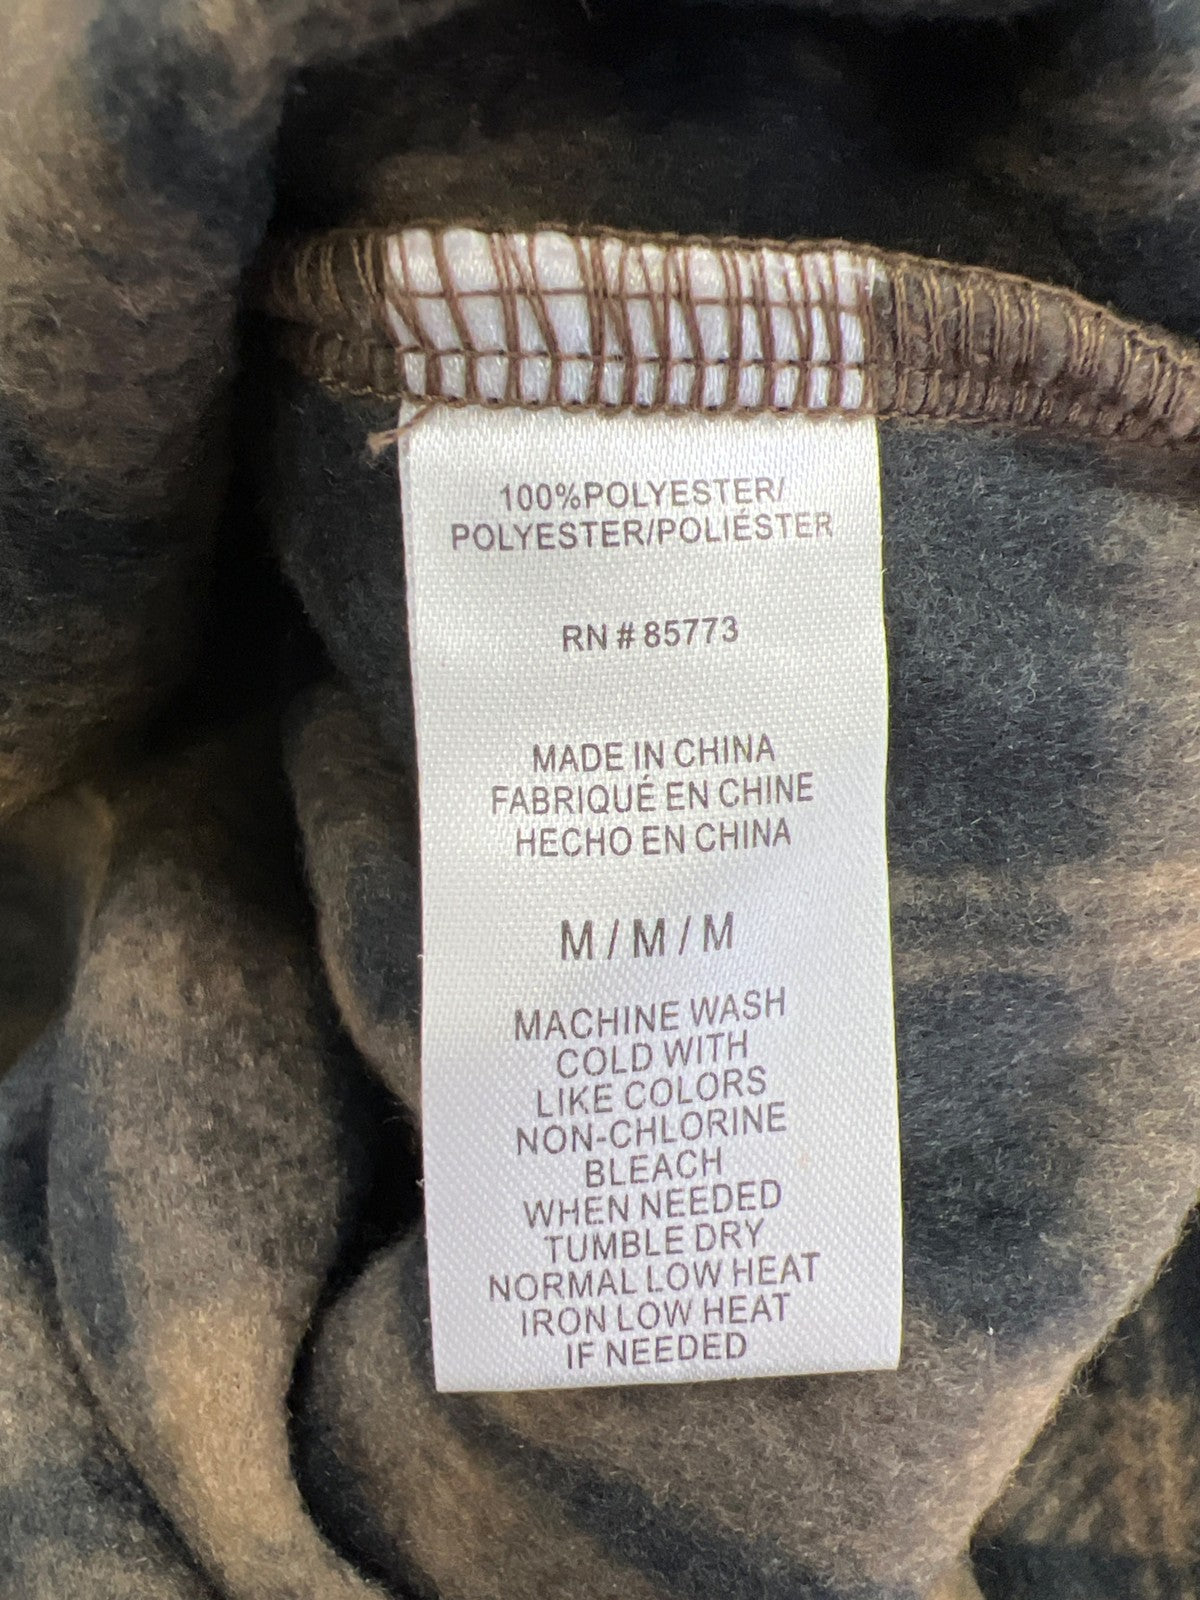 100%POLYESTER/
POLYESTER/POLIÉSTER
RN # 85773
MADE IN CHINA
FABRIQUÉ EN CHINE
HECHO EN CHINA
M / M / M
MACHINE WASH
COLD WITH
LIKE COLORS
NON-CHLORINE
BLEACH
WHEN NEEDED
TUMBLE DRY
NORMAL LOW HEAT
IRON LOW HEAT
IF NEEDED